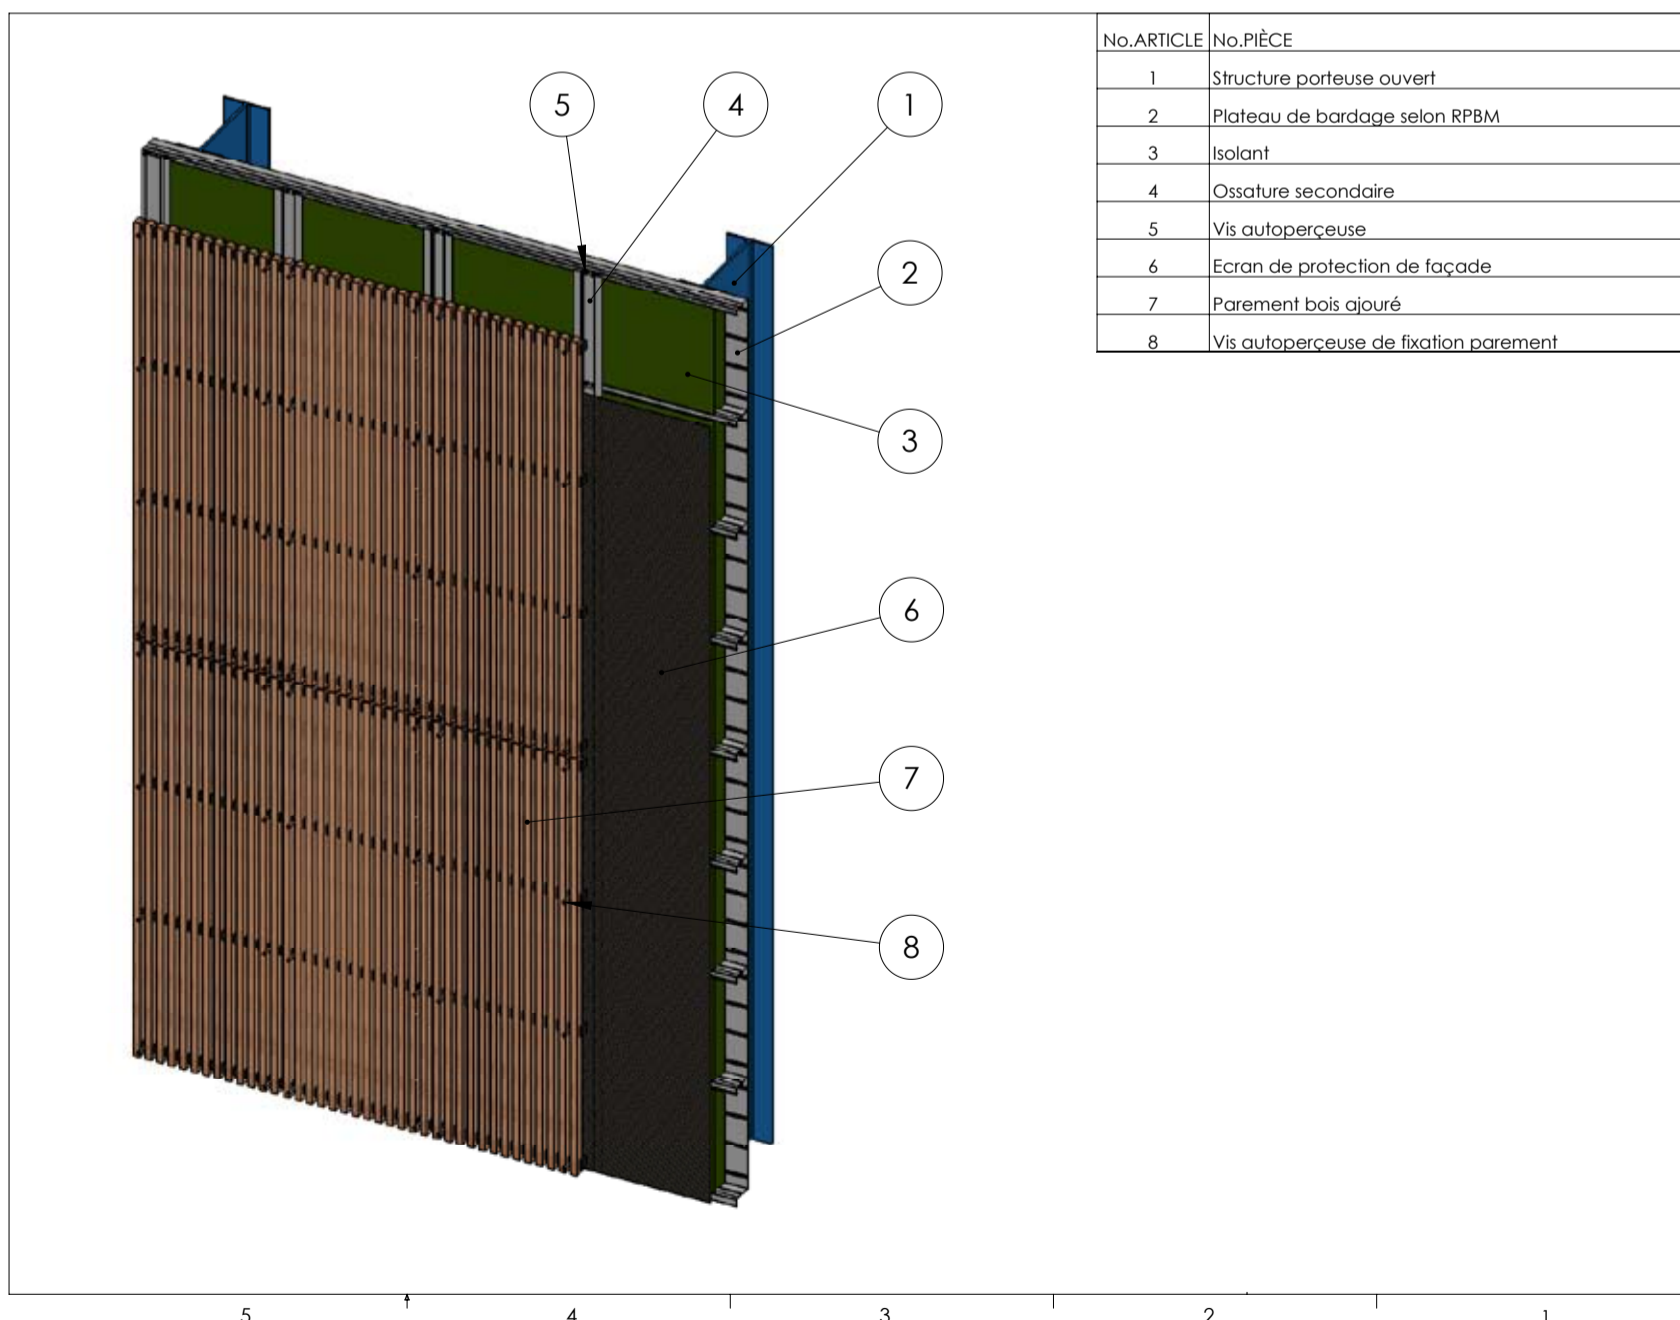 No.ARTICLE No.PIÈCE
1 Structure porteuse ouvert
2 Plateau de bardage selon RPBM
3 Isolant
4 Ossature secondaire
5 Vis autoperçeuse
6 Ecran de protection de façade
7 Parement bois ajouré
8 Vis autoperçeuse de fixation parement
5 4 1
2
3
6
7
8
5 4 3 2 1